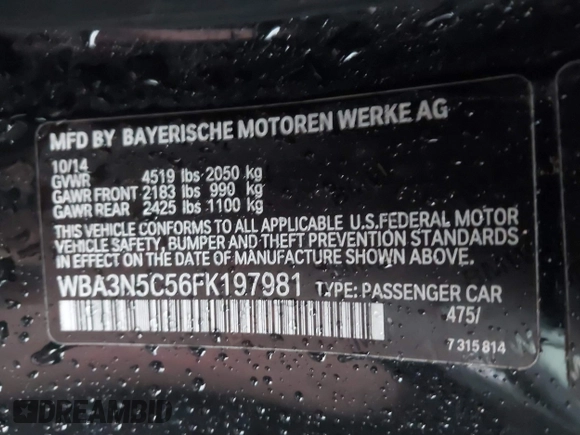 MFD BY BAYERISCHE MOTOREN WERKE AG
10/14
GVWR 4519 lbs 2050 kg
GAWR FRONT 2183 lbs 990 kg
GAWR REAR 2425 lbs 1100 kg
THIS VEHICLE CONFORMS TO ALL APPLICABLE U.S.FEDERAL MOTOR
VEHICLE SAFETY, BUMPER AND THEFT PREVENTION STANDARDS
IN EFFECT ON THE DATE OF MANUFACTURE SHOWN ABOVE.
WBA3N5C56FK197981 TYPE: PASSENGER CAR
475/
7 315 814
DREAMBID